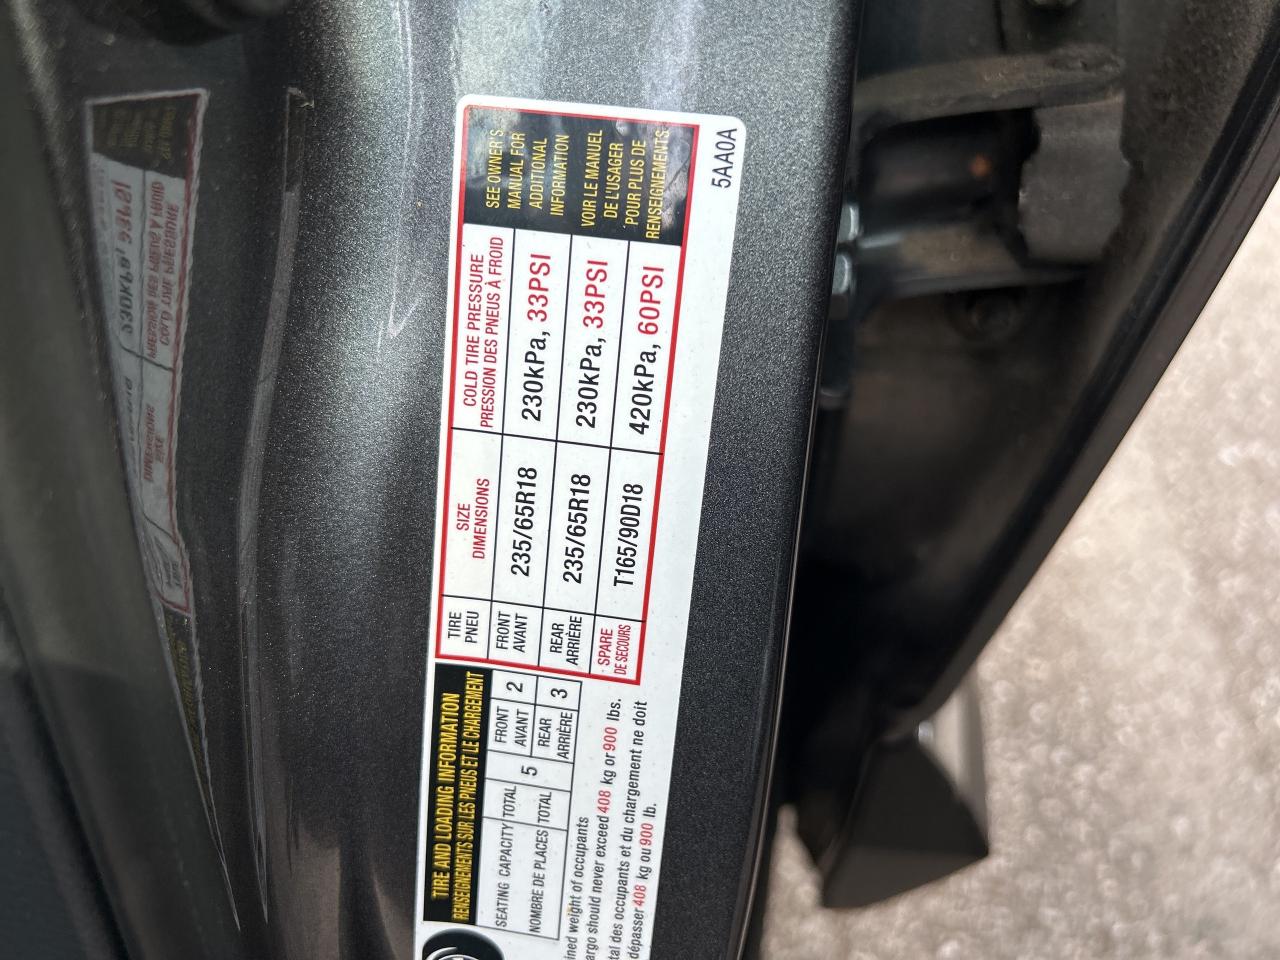 TIRE AND LOADING INFORMATION
RENSEIGNEMENTS SUR LES PNEUS ET LE CHARGEMENT
SEATING CAPACITY TOTAL 5 FRONT 2
NOMBRE DE PLACES TOTAL AVANT
REAR 3
ARRIÈRE
ined weight of occupants
argo should never exceed 408 kg or 900 lbs.
tal des occupants et du chargement ne doit
dépasser 408 kg ou 900 lb.
TIRE SIZE COLD TIRE PRESSURE
PNEU DIMENSIONS PRESSION DES PNEUS À FROID
FRONT 235/65R18 230kPa, 33PSI
AVANT
REAR 235/65R18 230kPa, 33PSI
ARRIÈRE
SPARE T165/90D18 420kPa, 60PSI
DE SECOURS
SEE OWNER'S
MANUAL FOR
ADDITIONAL
INFORMATION
VOIR LE MANUEL
DE L'USAGER
POUR PLUS DE
RENSEIGNEMENTS
5AA0A